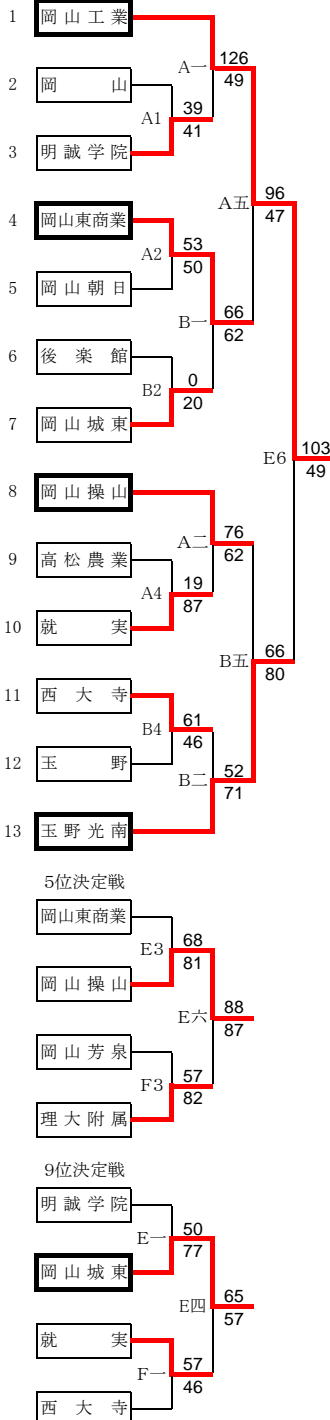 1 岡山工業
A一 126
49
2 岡山
A1 39
41
3 明誠学院
A五 96
47
4 岡山東商業
A2 53
50
5 岡山朝日
B一 66
62
6 後楽館
B2 0
20
7 岡山城東
E6 103
49
8 岡山操山
A二 76
62
9 高松農業
A4 19
87
10 就実
B五 66
80
11 西大寺
B4 61
46
12 玉野
B二 52
71
13 玉野光南
5位決定戦
岡山東商業
E3 68
81
岡山操山
E六 88
87
岡山芳泉
F3 57
82
理大附属
9位決定戦
明誠学院
E一 50
77
岡山城東
E四 65
57
就実
F一 57
46
西大寺